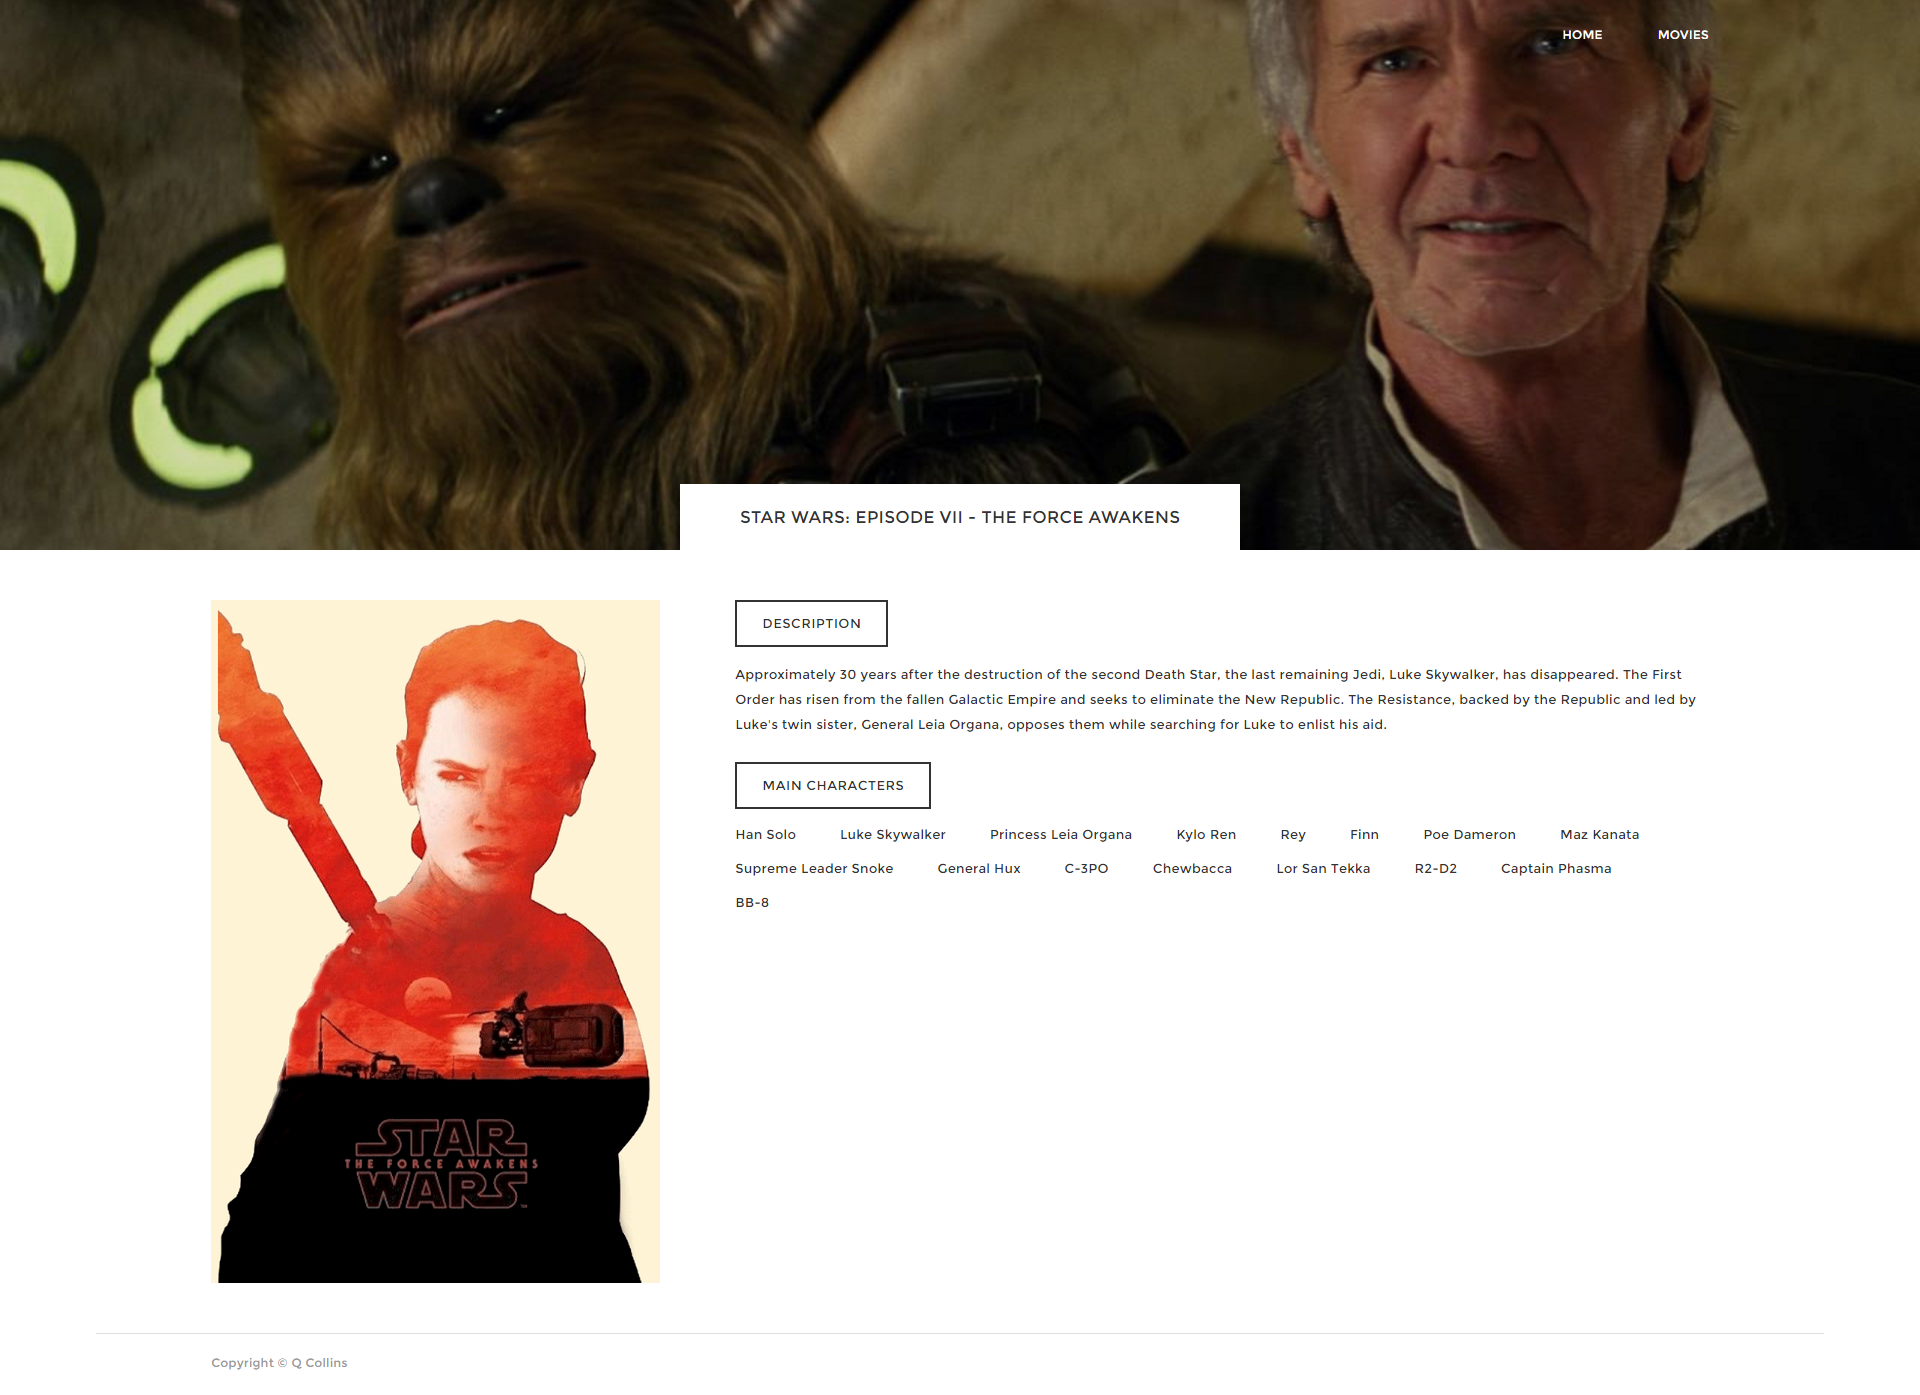 HOME MOVIES
STAR WARS: EPISODE VII - THE FORCE AWAKENS
DESCRIPTION
Approximately 30 years after the destruction of the second Death Star, the last remaining Jedi, Luke Skywalker, has disappeared. The First
Order has risen from the fallen Galactic Empire and seeks to eliminate the New Republic. The Resistance, backed by the Republic and led by
Luke's twin sister, General Leia Organa, opposes them while searching for Luke to enlist his aid.
MAIN CHARACTERS
Han Solo Luke Skywalker Princess Leia Organa Kylo Ren Rey Finn Poe Dameron Maz Kanata
Supreme Leader Snoke General Hux C-3PO Chewbacca Lor San Tekka R2-D2 Captain Phasma
BB-8
STAR
THE FORCE AWAKENS
WARS™
Copyright © Q Collins